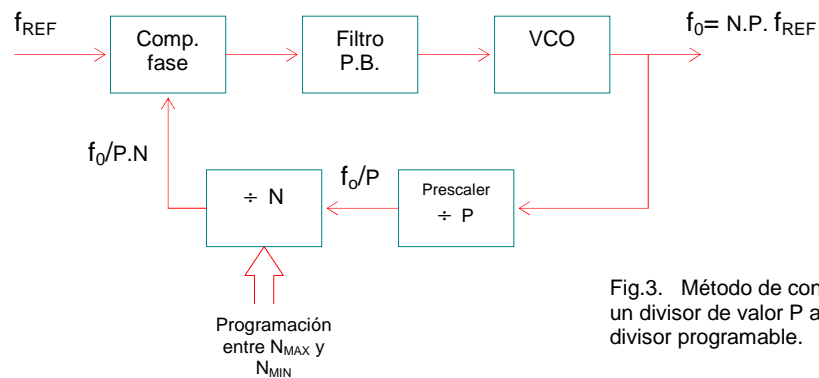 fREF
Comp.
fase
Filtro
P.B.
VCO
f0= N.P. fREF
f0/P.N
÷ N
fo/P
Prescaler
÷ P
Programación
entre NMAX y
NMIN
Fig.3. Método de con
un divisor de valor P a
divisor programable.